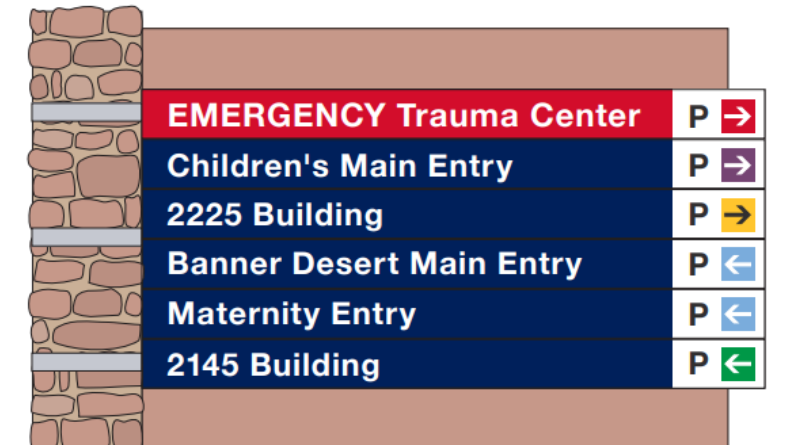 EMERGENCY Trauma Center P →
Children's Main Entry P →
2225 Building P →
Banner Desert Main Entry P ←
Maternity Entry P ←
2145 Building P ←